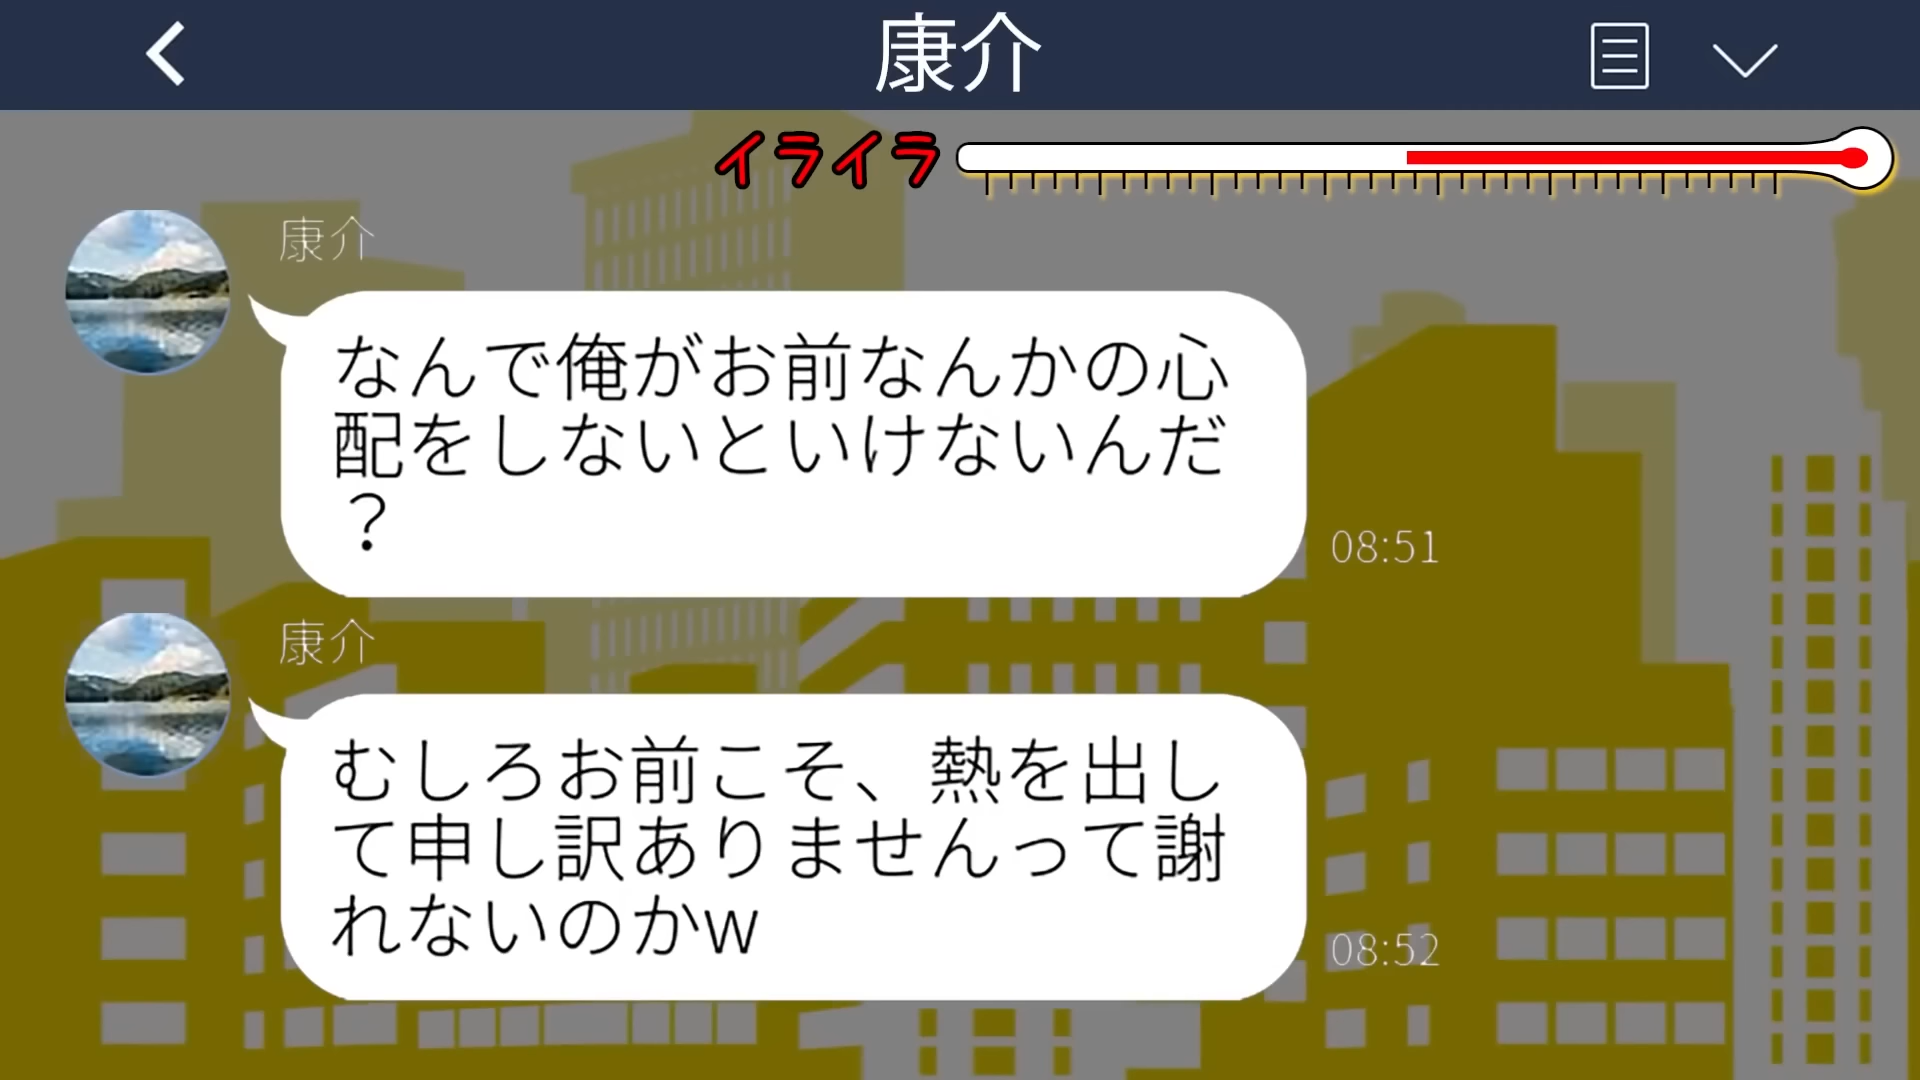 康介
イライラ
康介
なんで俺がお前なんかの心
配をしないといけないんだ
？
08:51
康介
むしろお前こそ、熱を出し
て申し訳ありませんって謝
れないのかw
08:52